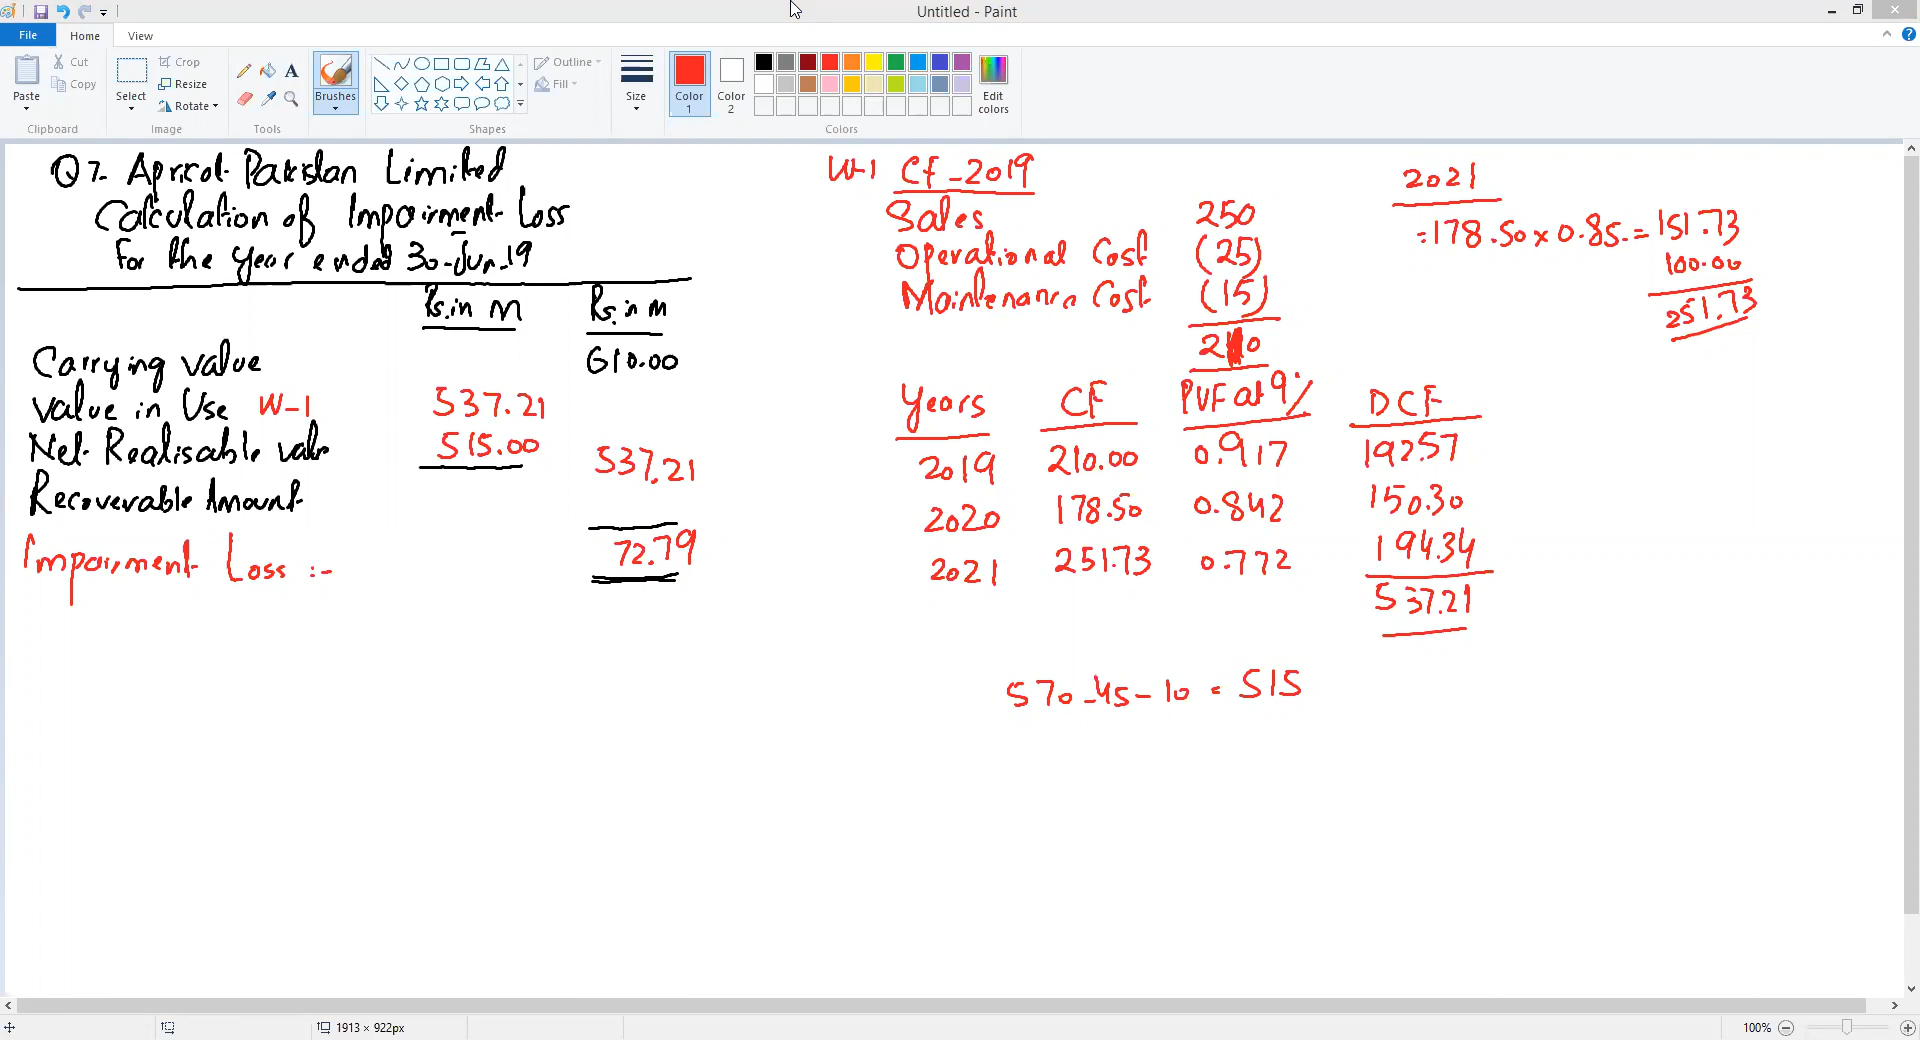 Untitled - Paint
File Home View
Paste
Cut
Copy
Clipboard
Select
Crop
Resize
Rotate
Image
Tools
Brushes
Shapes
Outline
Fill
Size
Color 1
Color 2
Edit colors
Colors
Q7- Apricot Pakistan Limited
Calculation of Impairment Loss
For the Year ended 30-Jun-19
Rs.in M Rs.in M
Carrying value 610.00
Value in Use W-1 537.21
Net Realisable value 515.00 537.21
Recoverable Amount
Impairment Loss :- 72.79
W-1 CF-2019
Sales 250
Operational Cost (25)
Maintenance Cost (15)
210
Years CF PVF at 9% DCF
2019 210.00 0.917 192.57
2020 178.50 0.842 150.30
2021 251.73 0.772 194.34
537.21
570-45-10 = 515
2021
=178.50x0.85.=151.73
100.00
251.73
1913 × 922px
100%